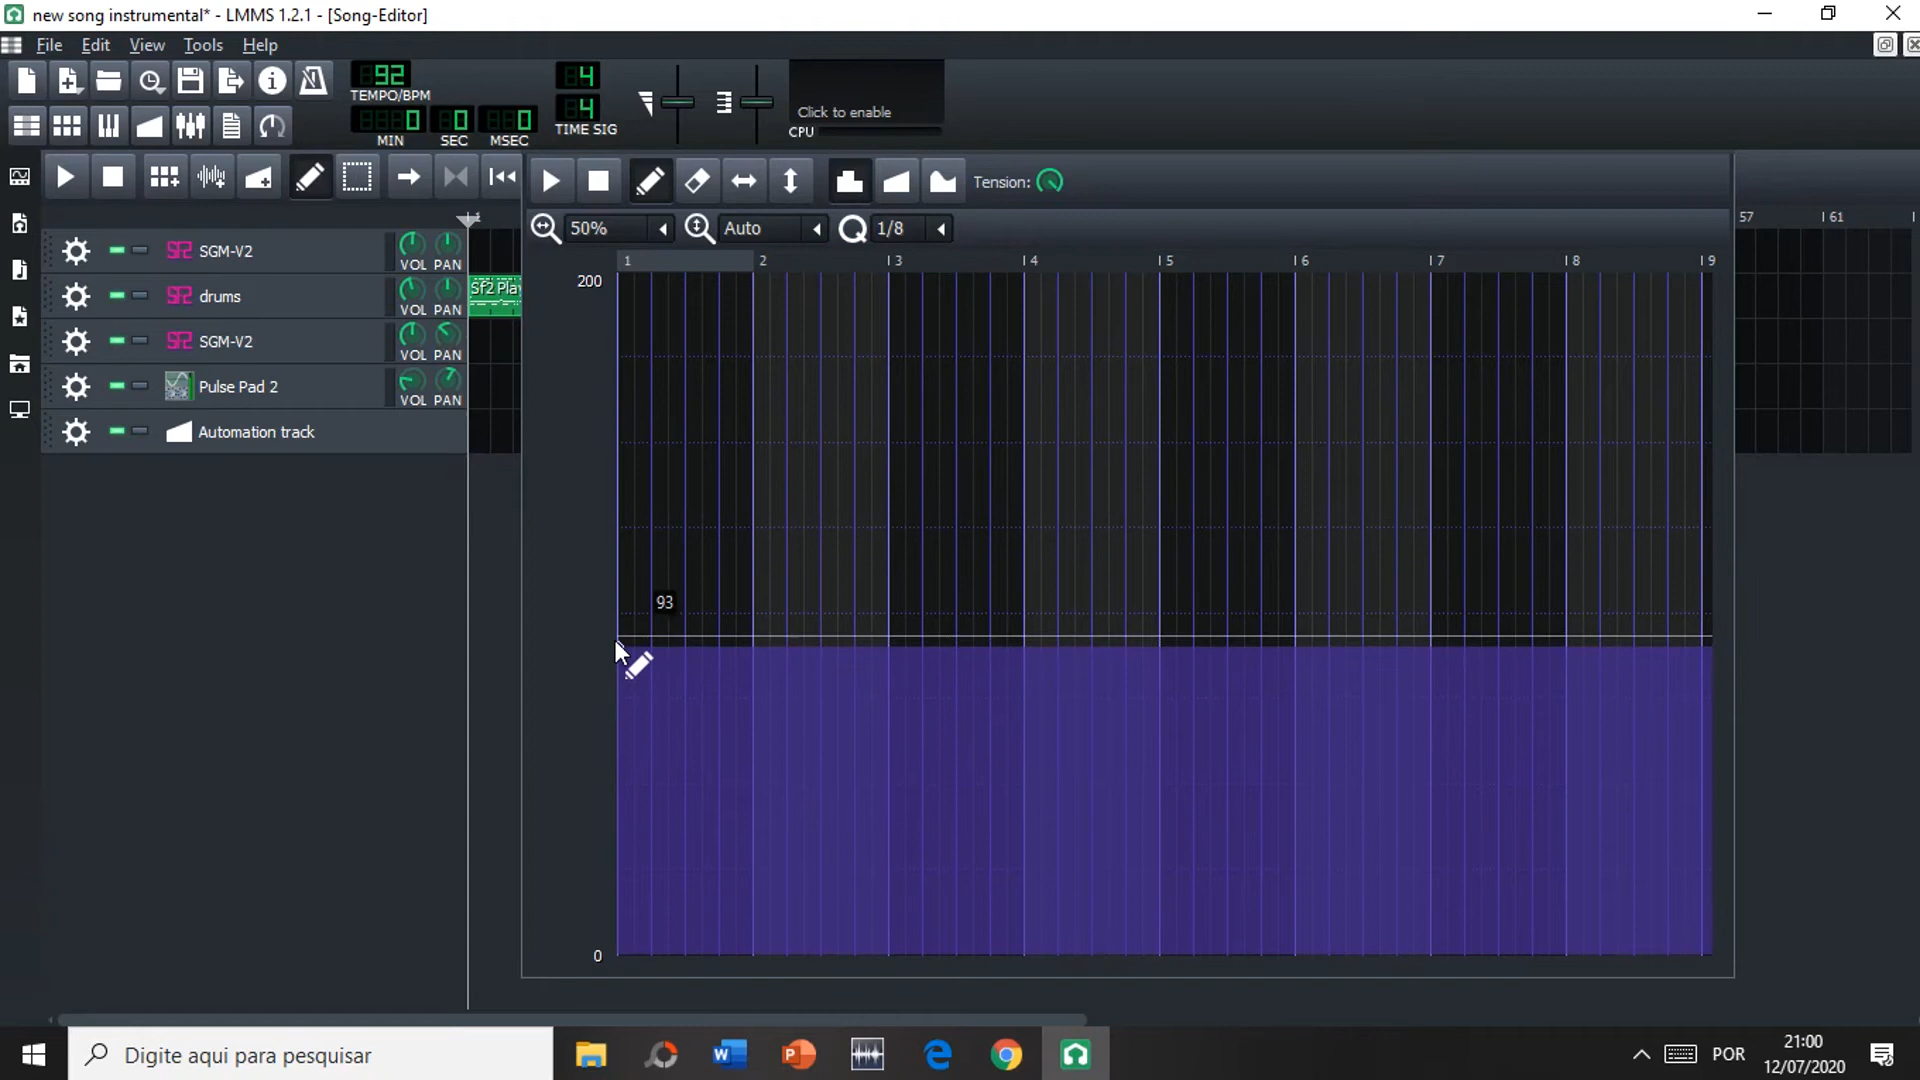 new song instrumental* - LMMS 1.2.1 - [Song-Editor]
File Edit View Tools Help
92
TEMPO/BPM
0 0 0
MIN SEC MSEC
4
4
TIME SIG
Click to enable
CPU
Tension:
50% Auto Q 1/8
1
57 61
SGM-V2 VOL PAN
drums VOL PAN
Sf2 Play
SGM-V2 VOL PAN
Pulse Pad 2 VOL PAN
Automation track
1 2 3 4 5 6 7 8 9
200
93
0
Digite aqui para pesquisar
POR
21:00
12/07/2020